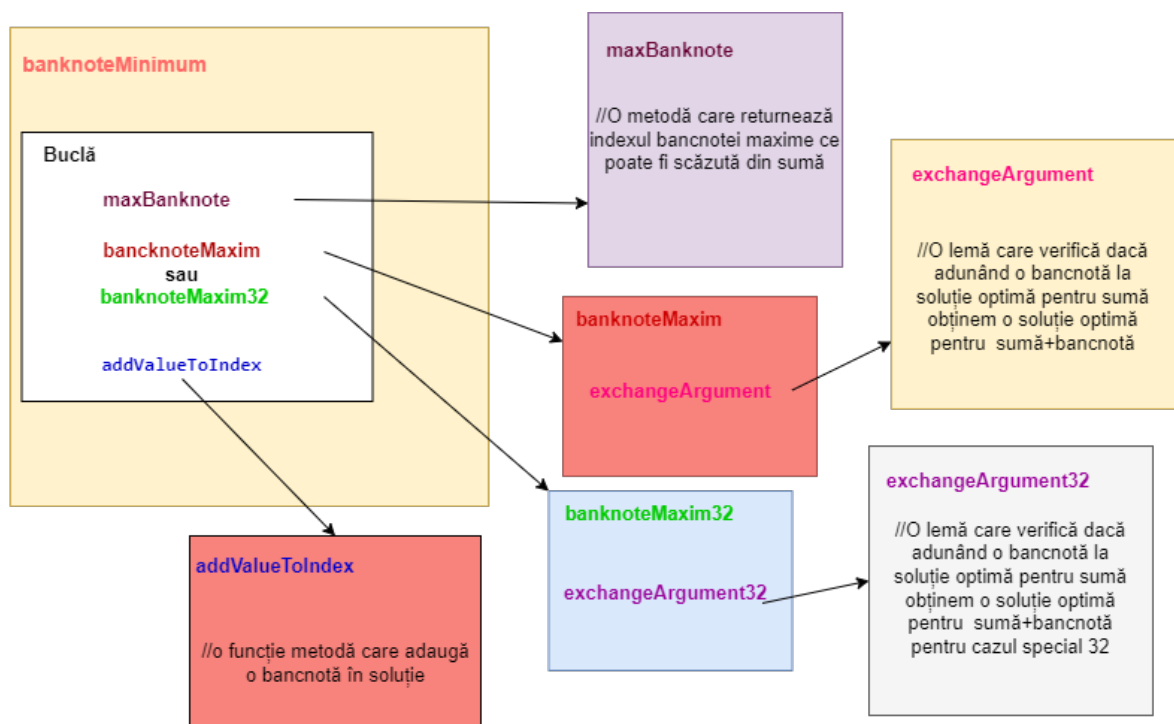 banknoteMinimum
Buclă
maxBanknote
bancknoteMaxim
sau
banknoteMaxim32
addValueToIndex
maxBanknote
//O metodă care returnează
indexul bancnotei maxime ce
poate fi scăzută din sumă
exchangeArgument
//O lemă care verifică dacă
adunând o bancnotă la
soluție optimă pentru sumă
obținem o soluție optimă
pentru sumă+bancnotă
banknoteMaxim
exchangeArgument
banknoteMaxim32
exchangeArgument32
exchangeArgument32
//O lemă care verifică dacă
adunând o bancnotă la
soluție optimă pentru sumă
obținem o soluție optimă
pentru sumă+bancnotă
pentru cazul special 32
addValueToIndex
//o funcție metodă care adaugă
o bancnotă în soluție